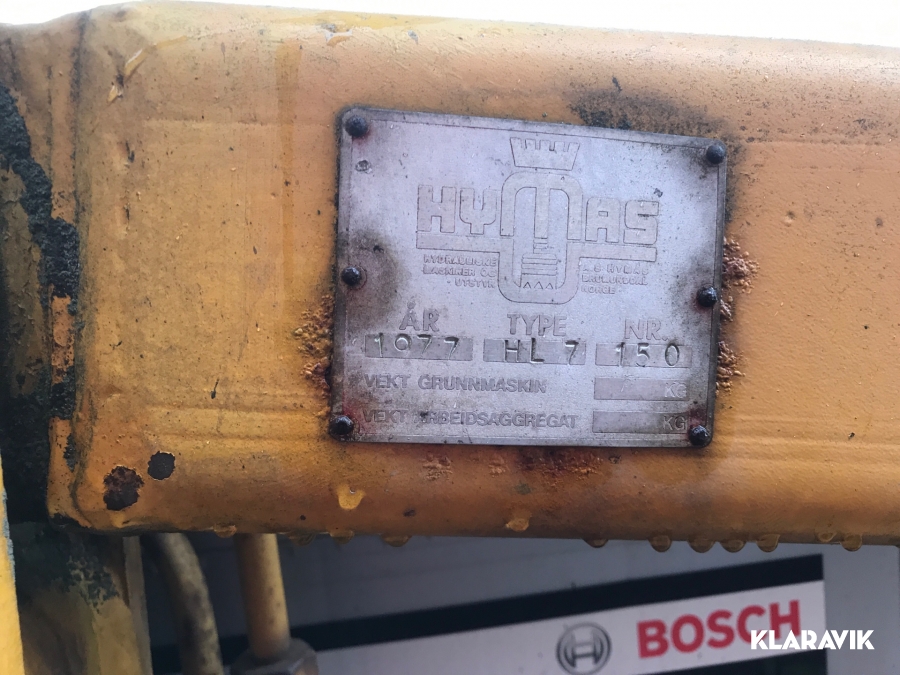 HYMAS
HYDRAULISKE
MASKINER OG
UTSTYR
A.S HYMAS
NORGE
ÅR TYPE NR
1977 HL 7 150
VEKT GRUNNMASKIN KG
VEKT ARBEIDSAGGREGAT KG
BOSCH
KLARAVIK